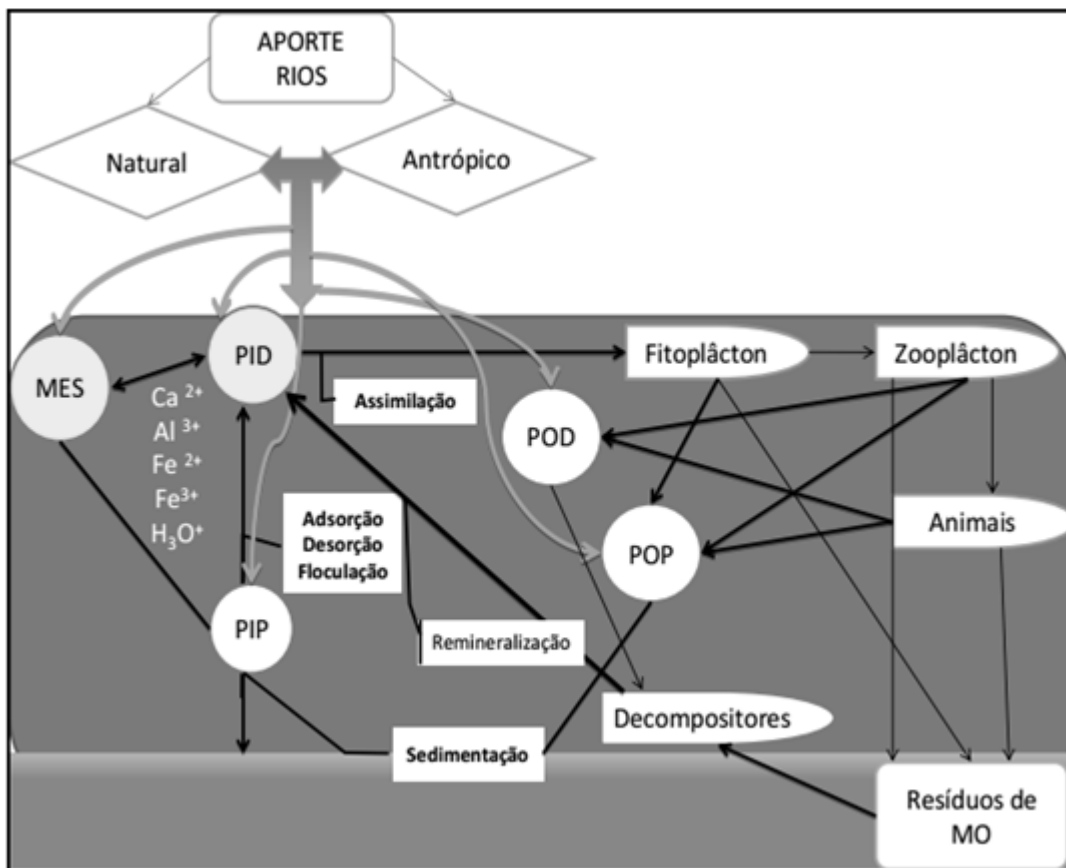 APORTE
RIOS
Natural
Antrópico
MES
PID
Fitoplâcton
Zooplâcton
Ca 2+
Al 3+
Fe 2+
Fe3+
H3O+
Assimilação
POD
Adsorção
Desorção
Floculação
POP
Animais
PIP
Remineralização
Decompositores
Sedimentação
Resíduos de
MO